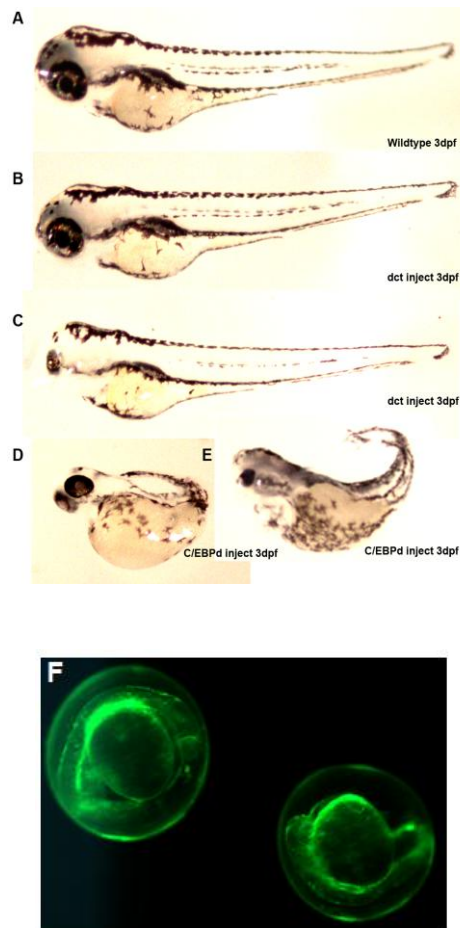 A
Wildtype 3dpf
B
dct inject 3dpf
C
dct inject 3dpf
D
E
C/EBPd inject 3dpf
C/EBPd inject 3dpf
F